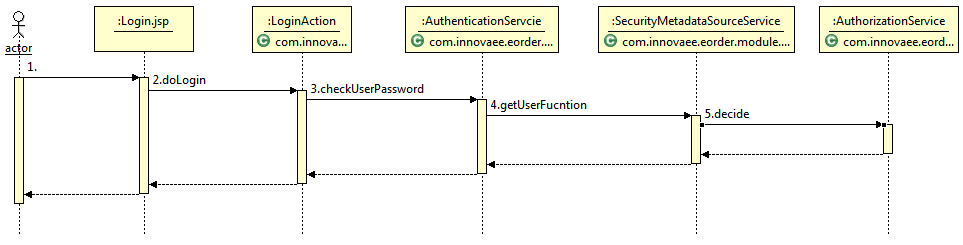 :Login.jsp
:LoginAction
com.innova...
:AuthenticationServcie
com.innovaee.eorder....
:SecurityMetadataSourceService
com.innovaee.eorder.module....
:AuthorizationService
com.innovaee.eord...
actor
1.
2.doLogin
3.checkUserPassword
4.getUserFucntion
5.decide